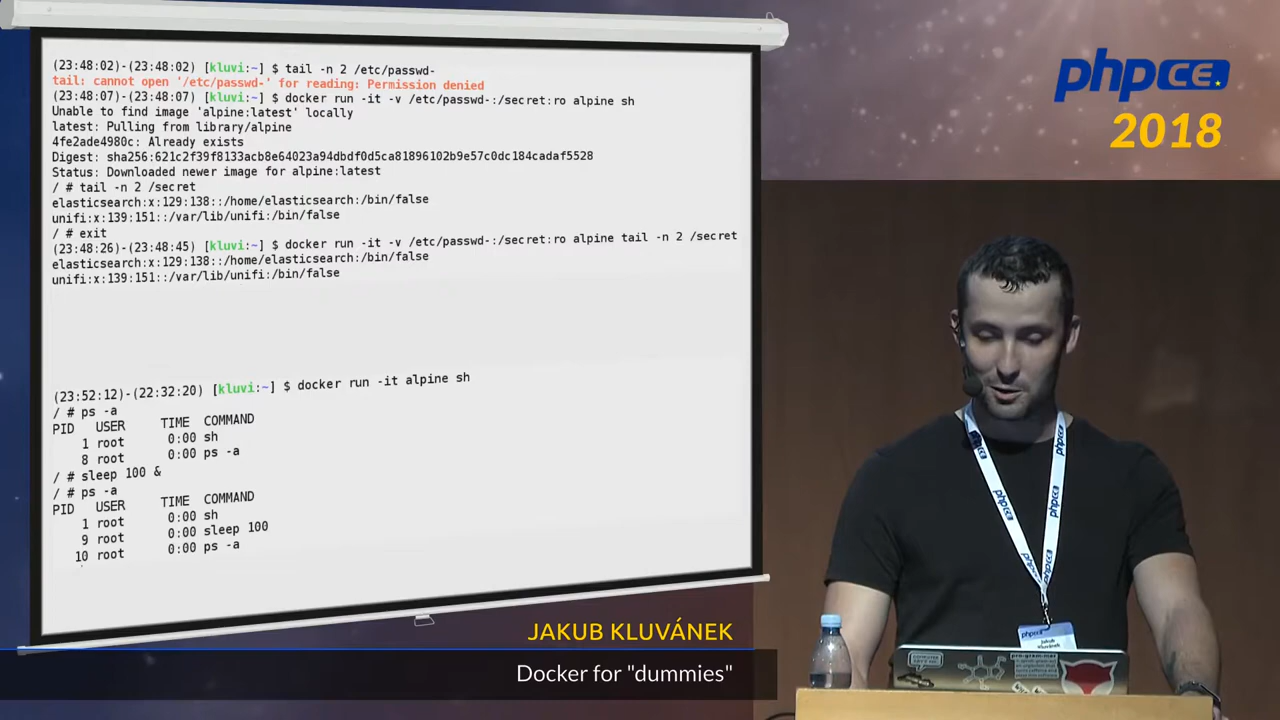 (23:48:02)-(23:48:02) [kluvi:~] $ tail -n 2 /etc/passwd-
tail: cannot open '/etc/passwd-' for reading: Permission denied
(23:48:07)-(23:48:07) [kluvi:~] $ docker run -it -v /etc/passwd-:/secret:ro alpine sh
Unable to find image 'alpine:latest' locally
latest: Pulling from library/alpine
4fe2ade4980c: Already exists
Digest: sha256:621c2f39f8133acb8e64023a94dbdf0d5ca81896102b9e57c0dc184cadaf5528
Status: Downloaded newer image for alpine:latest
/ # tail -n 2 /secret
elasticsearch:x:129:138::/home/elasticsearch:/bin/false
unifi:x:139:151::/var/lib/unifi:/bin/false
/ # exit
(23:48:26)-(23:48:45) [kluvi:~] $ docker run -it -v /etc/passwd-:/secret:ro alpine tail -n 2 /secret
elasticsearch:x:129:138::/home/elasticsearch:/bin/false
unifi:x:139:151::/var/lib/unifi:/bin/false
(23:52:12)-(22:32:20) [kluvi:~] $ docker run -it alpine sh
/ # ps -a
PID USER TIME COMMAND
1 root 0:00 sh
8 root 0:00 ps -a
/ # sleep 100 &
/ # ps -a
PID USER TIME COMMAND
1 root 0:00 sh
9 root 0:00 sleep 100
10 root 0:00 ps -a
phpce
2018
phpce
phpce
phpce
phpce
Jakub
Kluvánek
JAKUB KLUVÁNEK
Docker for "dummies"